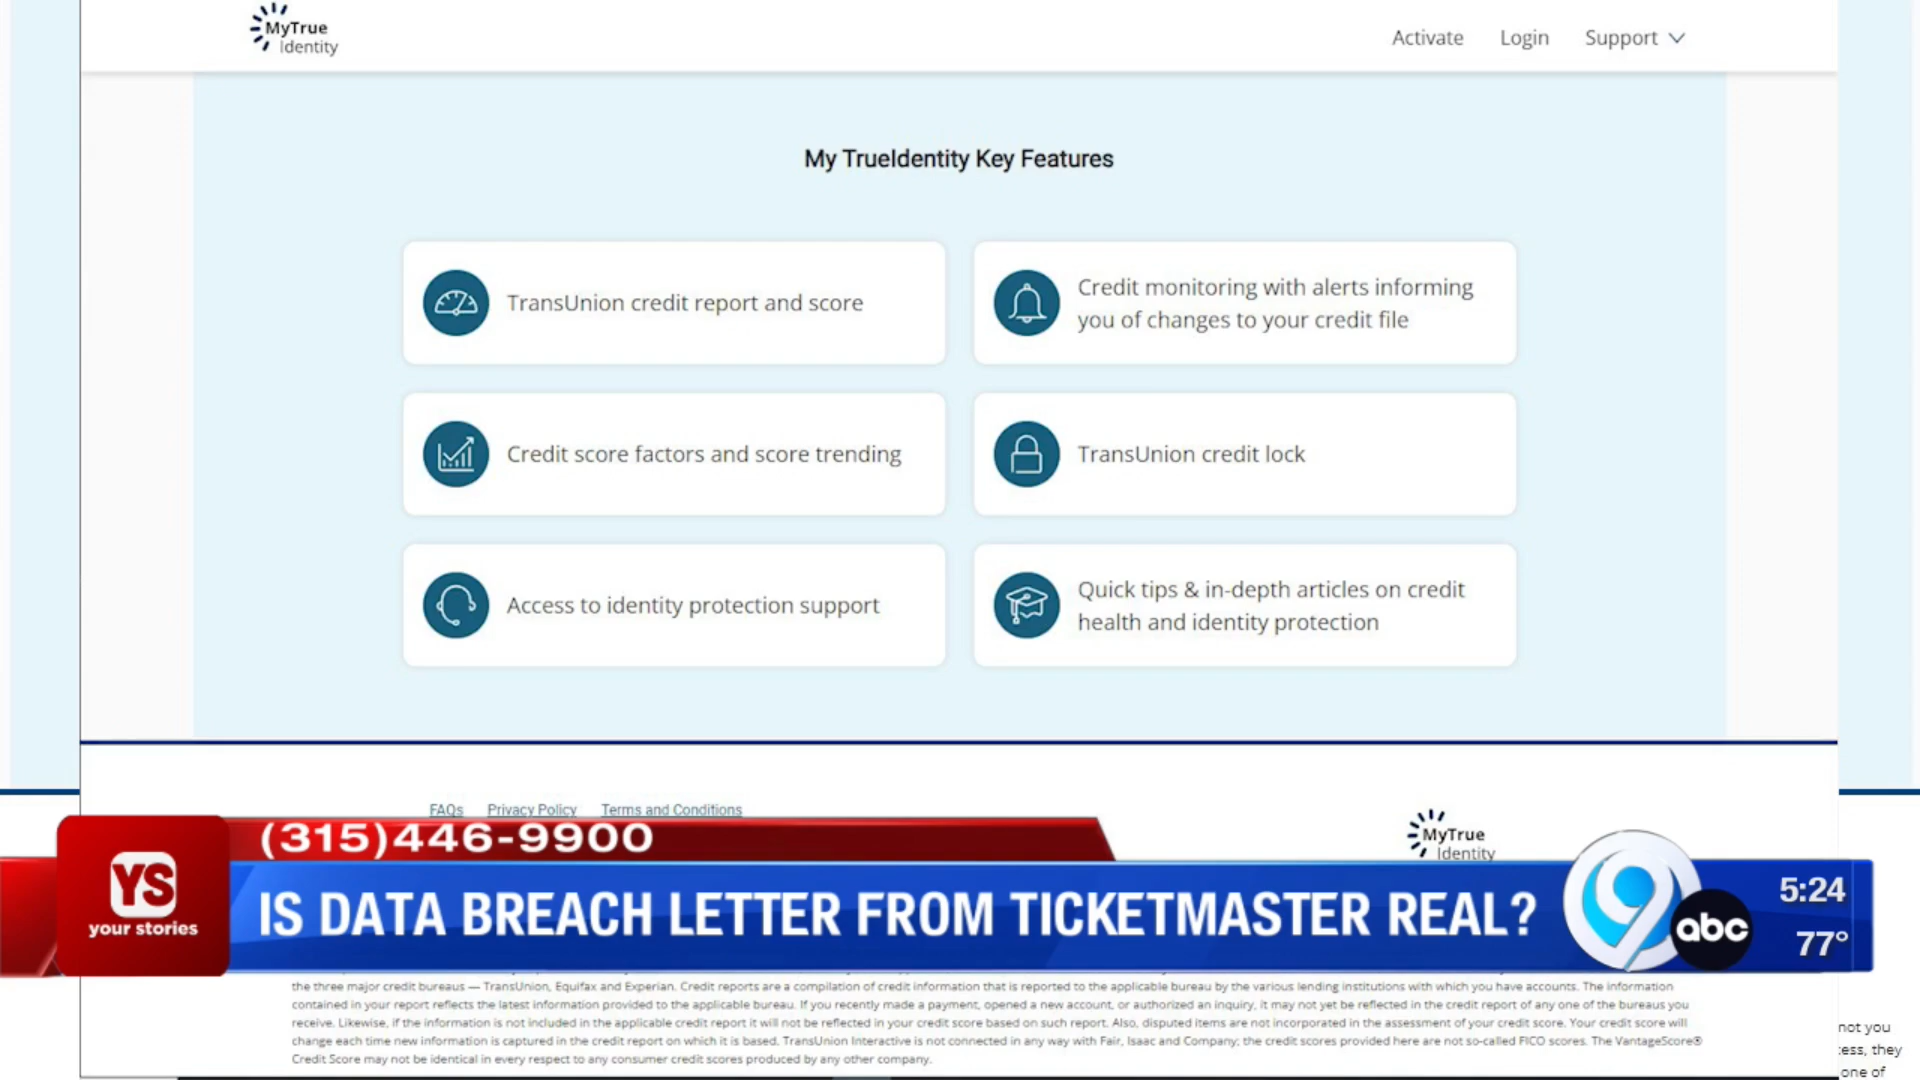 MyTrue
Identity
Activate Login Support
My TrueIdentity Key Features
TransUnion credit report and score
Credit monitoring with alerts informing
you of changes to your credit file
Credit score factors and score trending
TransUnion credit lock
Access to identity protection support
Quick tips & in-depth articles on credit
health and identity protection
FAQs Privacy Policy Terms and Conditions
MyTrue
Identity
(315)446-9900
YS
your stories
IS DATA BREACH LETTER FROM TICKETMASTER REAL?
9
abc
5:24
77°
the three major credit bureaus — TransUnion, Equifax and Experian. Credit reports are a compilation of credit information that is reported to the applicable bureau by the various lending institutions with which you have accounts. The information
contained in your report reflects the latest information provided to the applicable bureau. If you recently made a payment, opened a new account, or authorized an inquiry, it may not yet be reflected in the credit report of any one of the bureaus you
receive. Likewise, if the information is not included in the applicable credit report it will not be reflected in your credit score based on such report. Also, disputed items are not incorporated in the assessment of your credit score. Your credit score will
change each time new information is captured in the credit report on which it is based. TransUnion Interactive is not connected in any way with Fair, Isaac and Company; the credit scores provided here are not so-called FICO scores. The VantageScore®
Credit Score may not be identical in every respect to any consumer credit scores produced by any other company.
not you
they
one of